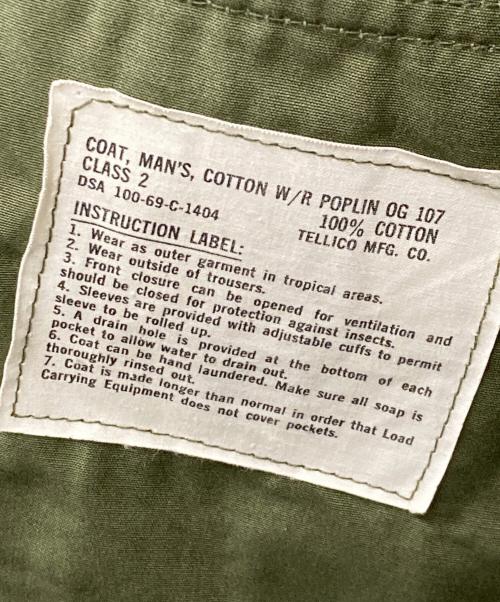 COAT, MAN'S, COTTON W/R POPLIN OG 107
CLASS 2 100% COTTON
DSA 100-69-C-1404 TELLICO MFG. CO.
INSTRUCTION LABEL:
1. Wear as outer garment in tropical areas.
2. Wear outside of trousers.
3. Front closure can be opened for ventilation and
should be closed for protection against insects.
4. Sleeves are provided with adjustable cuffs to permit
sleeve to be rolled up.
5. A drain hole is provided at the bottom of each
pocket to allow water to drain out.
6. Coat can be hand laundered. Make sure all soap is
thoroughly rinsed out.
7. Coat is made longer than normal in order that Load
Carrying Equipment does not cover pockets.